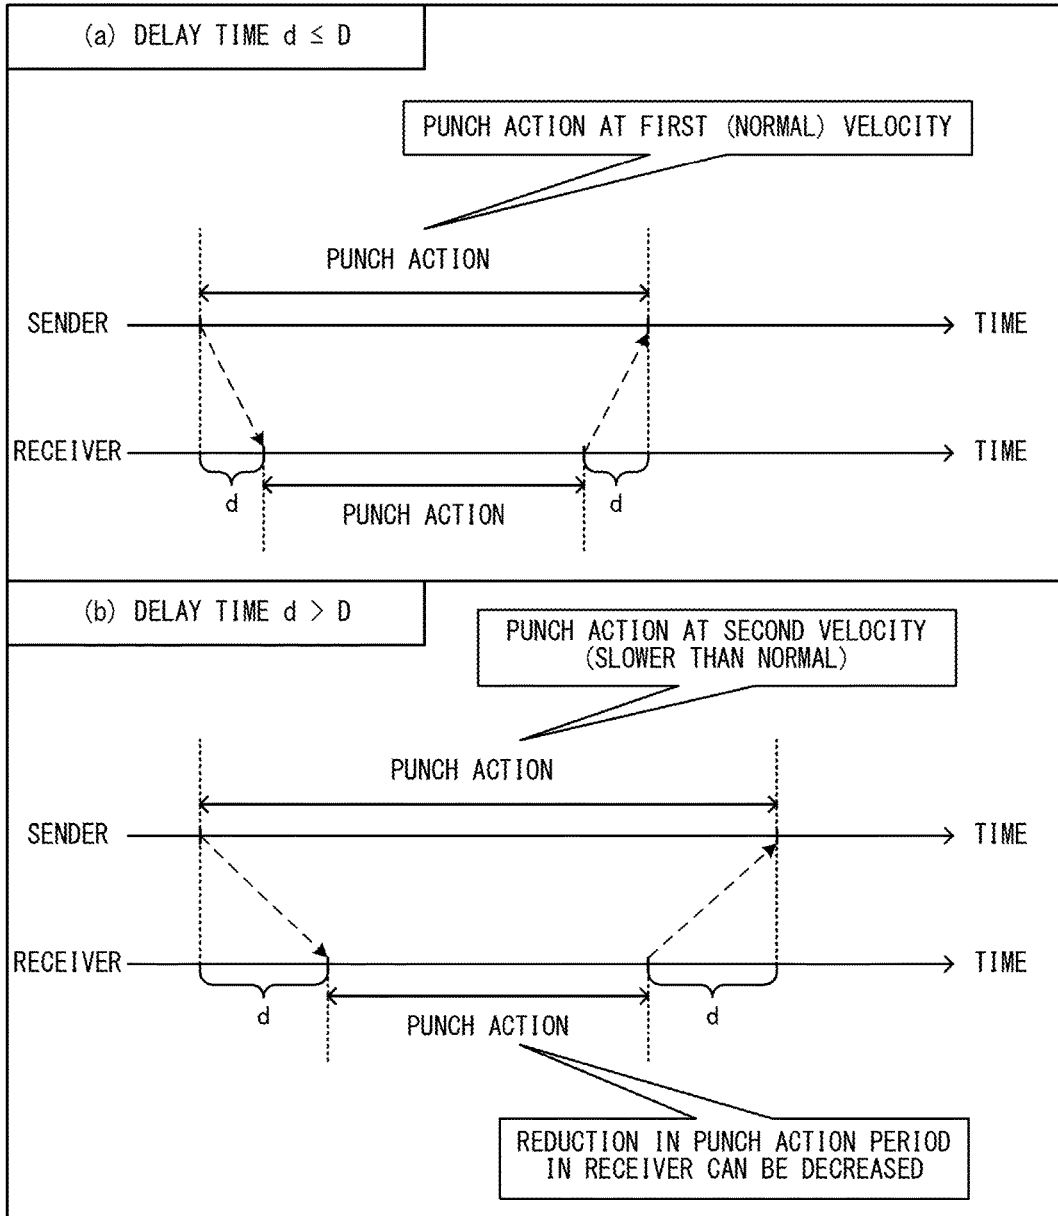 (a) DELAY TIME d ≤ D
PUNCH ACTION AT FIRST (NORMAL) VELOCITY
PUNCH ACTION
SENDER
TIME
RECEIVER
TIME
d
d
PUNCH ACTION
(b) DELAY TIME d > D
PUNCH ACTION AT SECOND VELOCITY
(SLOWER THAN NORMAL)
PUNCH ACTION
SENDER
TIME
RECEIVER
TIME
d
d
PUNCH ACTION
REDUCTION IN PUNCH ACTION PERIOD
IN RECEIVER CAN BE DECREASED